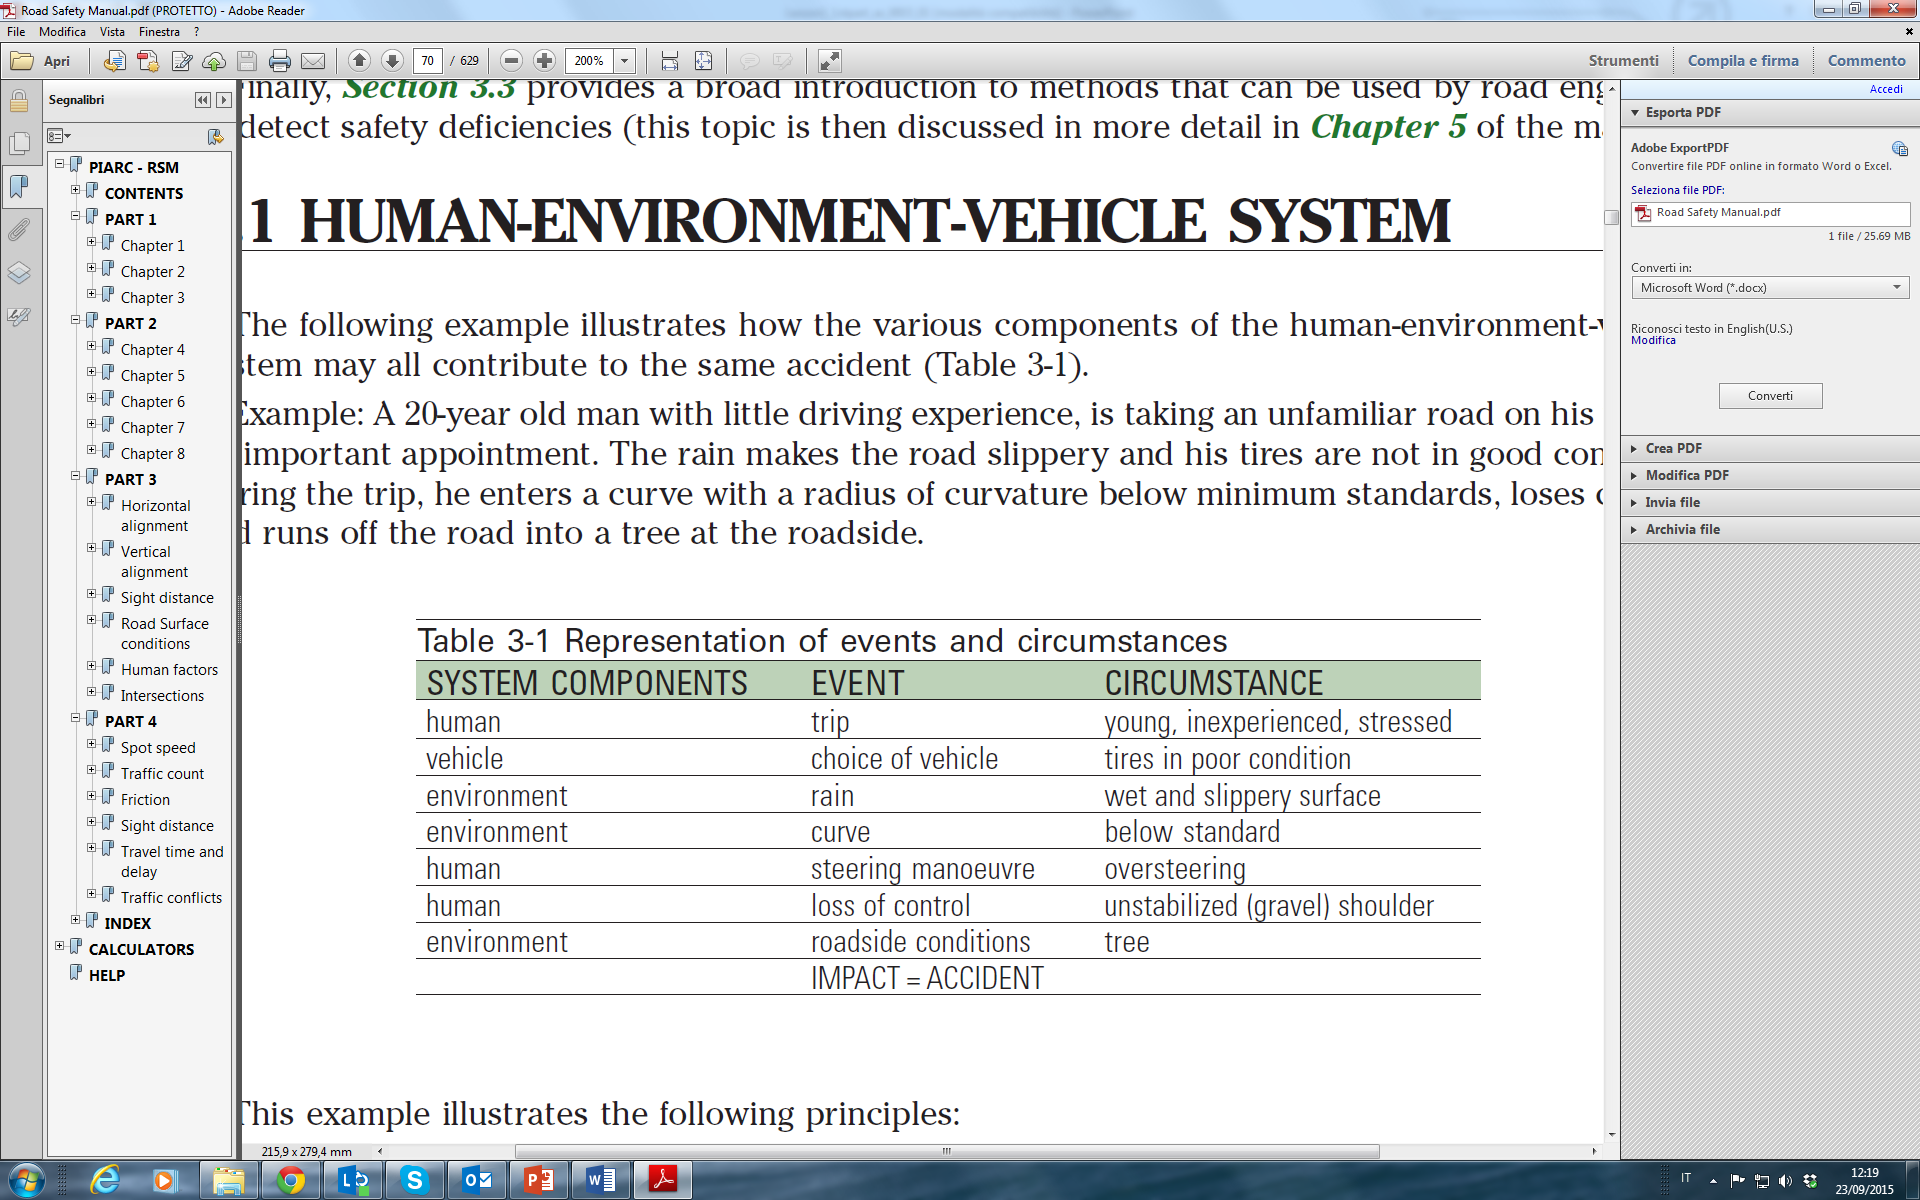 Road Safety Manual.pdf (PROTETTO) - Adobe Reader
File Modifica Vista Finestra ?
Apri 70 / 629 200% Strumenti Compila e firma Commento
Segnalibri
PIARC - RSM
CONTENTS
PART 1
Chapter 1
Chapter 2
Chapter 3
PART 2
Chapter 4
Chapter 5
Chapter 6
Chapter 7
Chapter 8
PART 3
Horizontal
alignment
Vertical
alignment
Sight distance
Road Surface
conditions
Human factors
Intersections
PART 4
Spot speed
Traffic count
Friction
Sight distance
Travel time and
delay
Traffic conflicts
INDEX
CALCULATORS
HELP
inally, Section 3.3 provides a broad introduction to methods that can be used by road eng
detect safety deficiencies (this topic is then discussed in more detail in Chapter 5 of the m
.1 HUMAN-ENVIRONMENT-VEHICLE SYSTEM
The following example illustrates how the various components of the human-environment-v
stem may all contribute to the same accident (Table 3-1).
Example: A 20-year old man with little driving experience, is taking an unfamiliar road on his
important appointment. The rain makes the road slippery and his tires are not in good con
ring the trip, he enters a curve with a radius of curvature below minimum standards, loses c
d runs off the road into a tree at the roadside.
Table 3-1 Representation of events and circumstances
SYSTEM COMPONENTS EVENT CIRCUMSTANCE
human trip young, inexperienced, stressed
vehicle choice of vehicle tires in poor condition
environment rain wet and slippery surface
environment curve below standard
human steering manoeuvre oversteering
human loss of control unstabilized (gravel) shoulder
environment roadside conditions tree
IMPACT = ACCIDENT
This example illustrates the following principles:
215,9 x 279,4 mm
Accedi
Esporta PDF
Adobe ExportPDF
Convertire file PDF online in formato Word o Excel.
Seleziona file PDF:
Road Safety Manual.pdf
1 file / 25.69 MB
Converti in:
Microsoft Word (*.docx)
Riconosci testo in English(U.S.)
Modifica
Converti
Crea PDF
Modifica PDF
Invia file
Archivia file
IT
12:19
23/09/2015